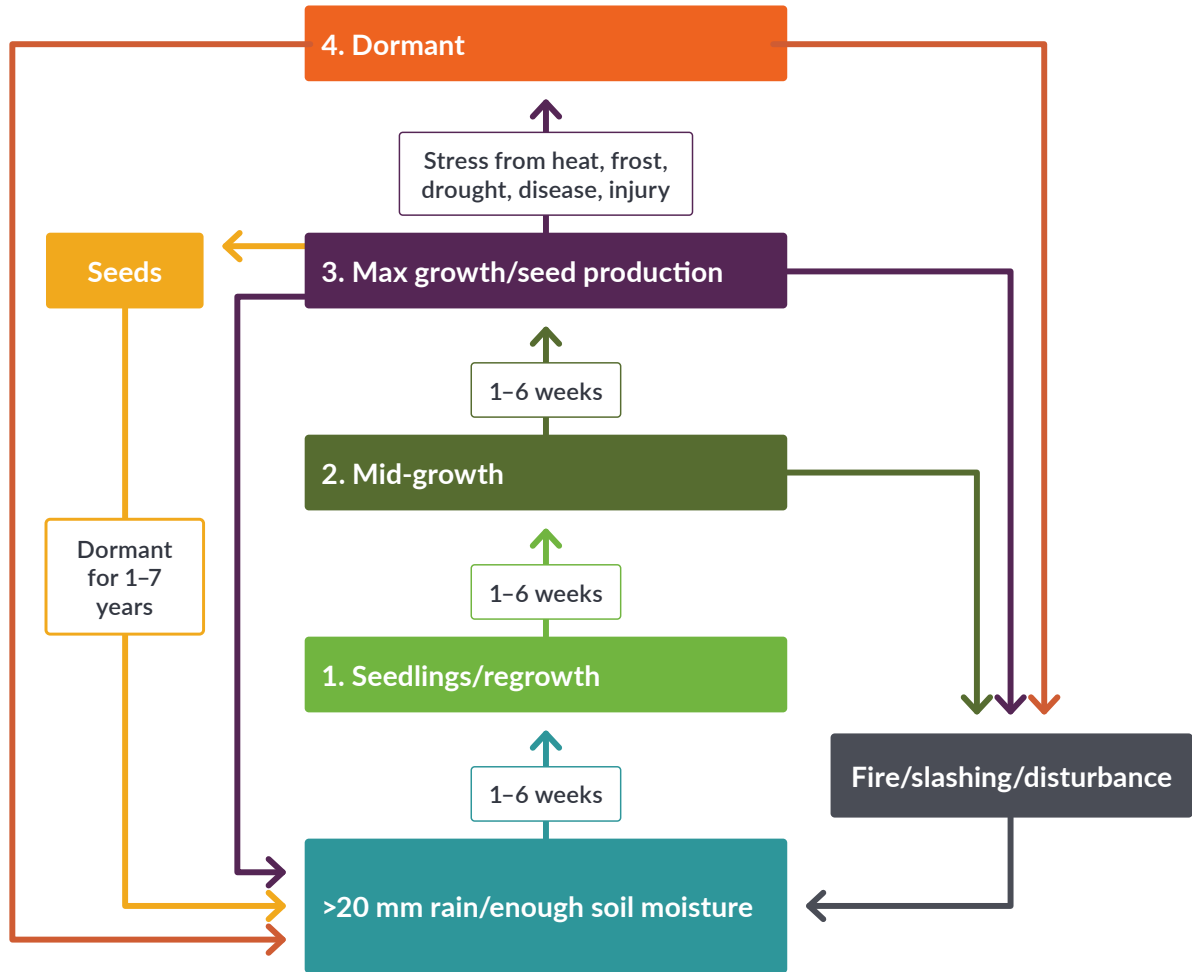 4. Dormant
Stress from heat, frost,
drought, disease, injury
Seeds
3. Max growth/seed production
1–6 weeks
2. Mid-growth
Dormant
for 1–7
years
1–6 weeks
1. Seedlings/regrowth
Fire/slashing/disturbance
1–6 weeks
>20 mm rain/enough soil moisture